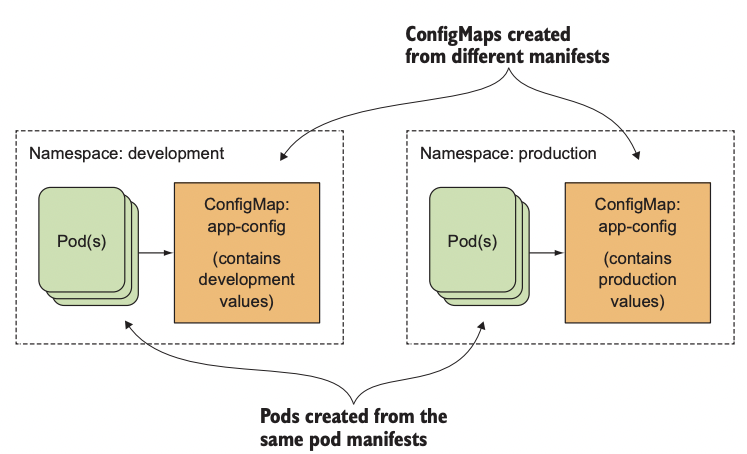 ConfigMaps created
from different manifests
Namespace: development
Pod(s)
ConfigMap:
app-config
(contains
development
values)
Namespace: production
Pod(s)
ConfigMap:
app-config
(contains
production
values)
Pods created from the
same pod manifests